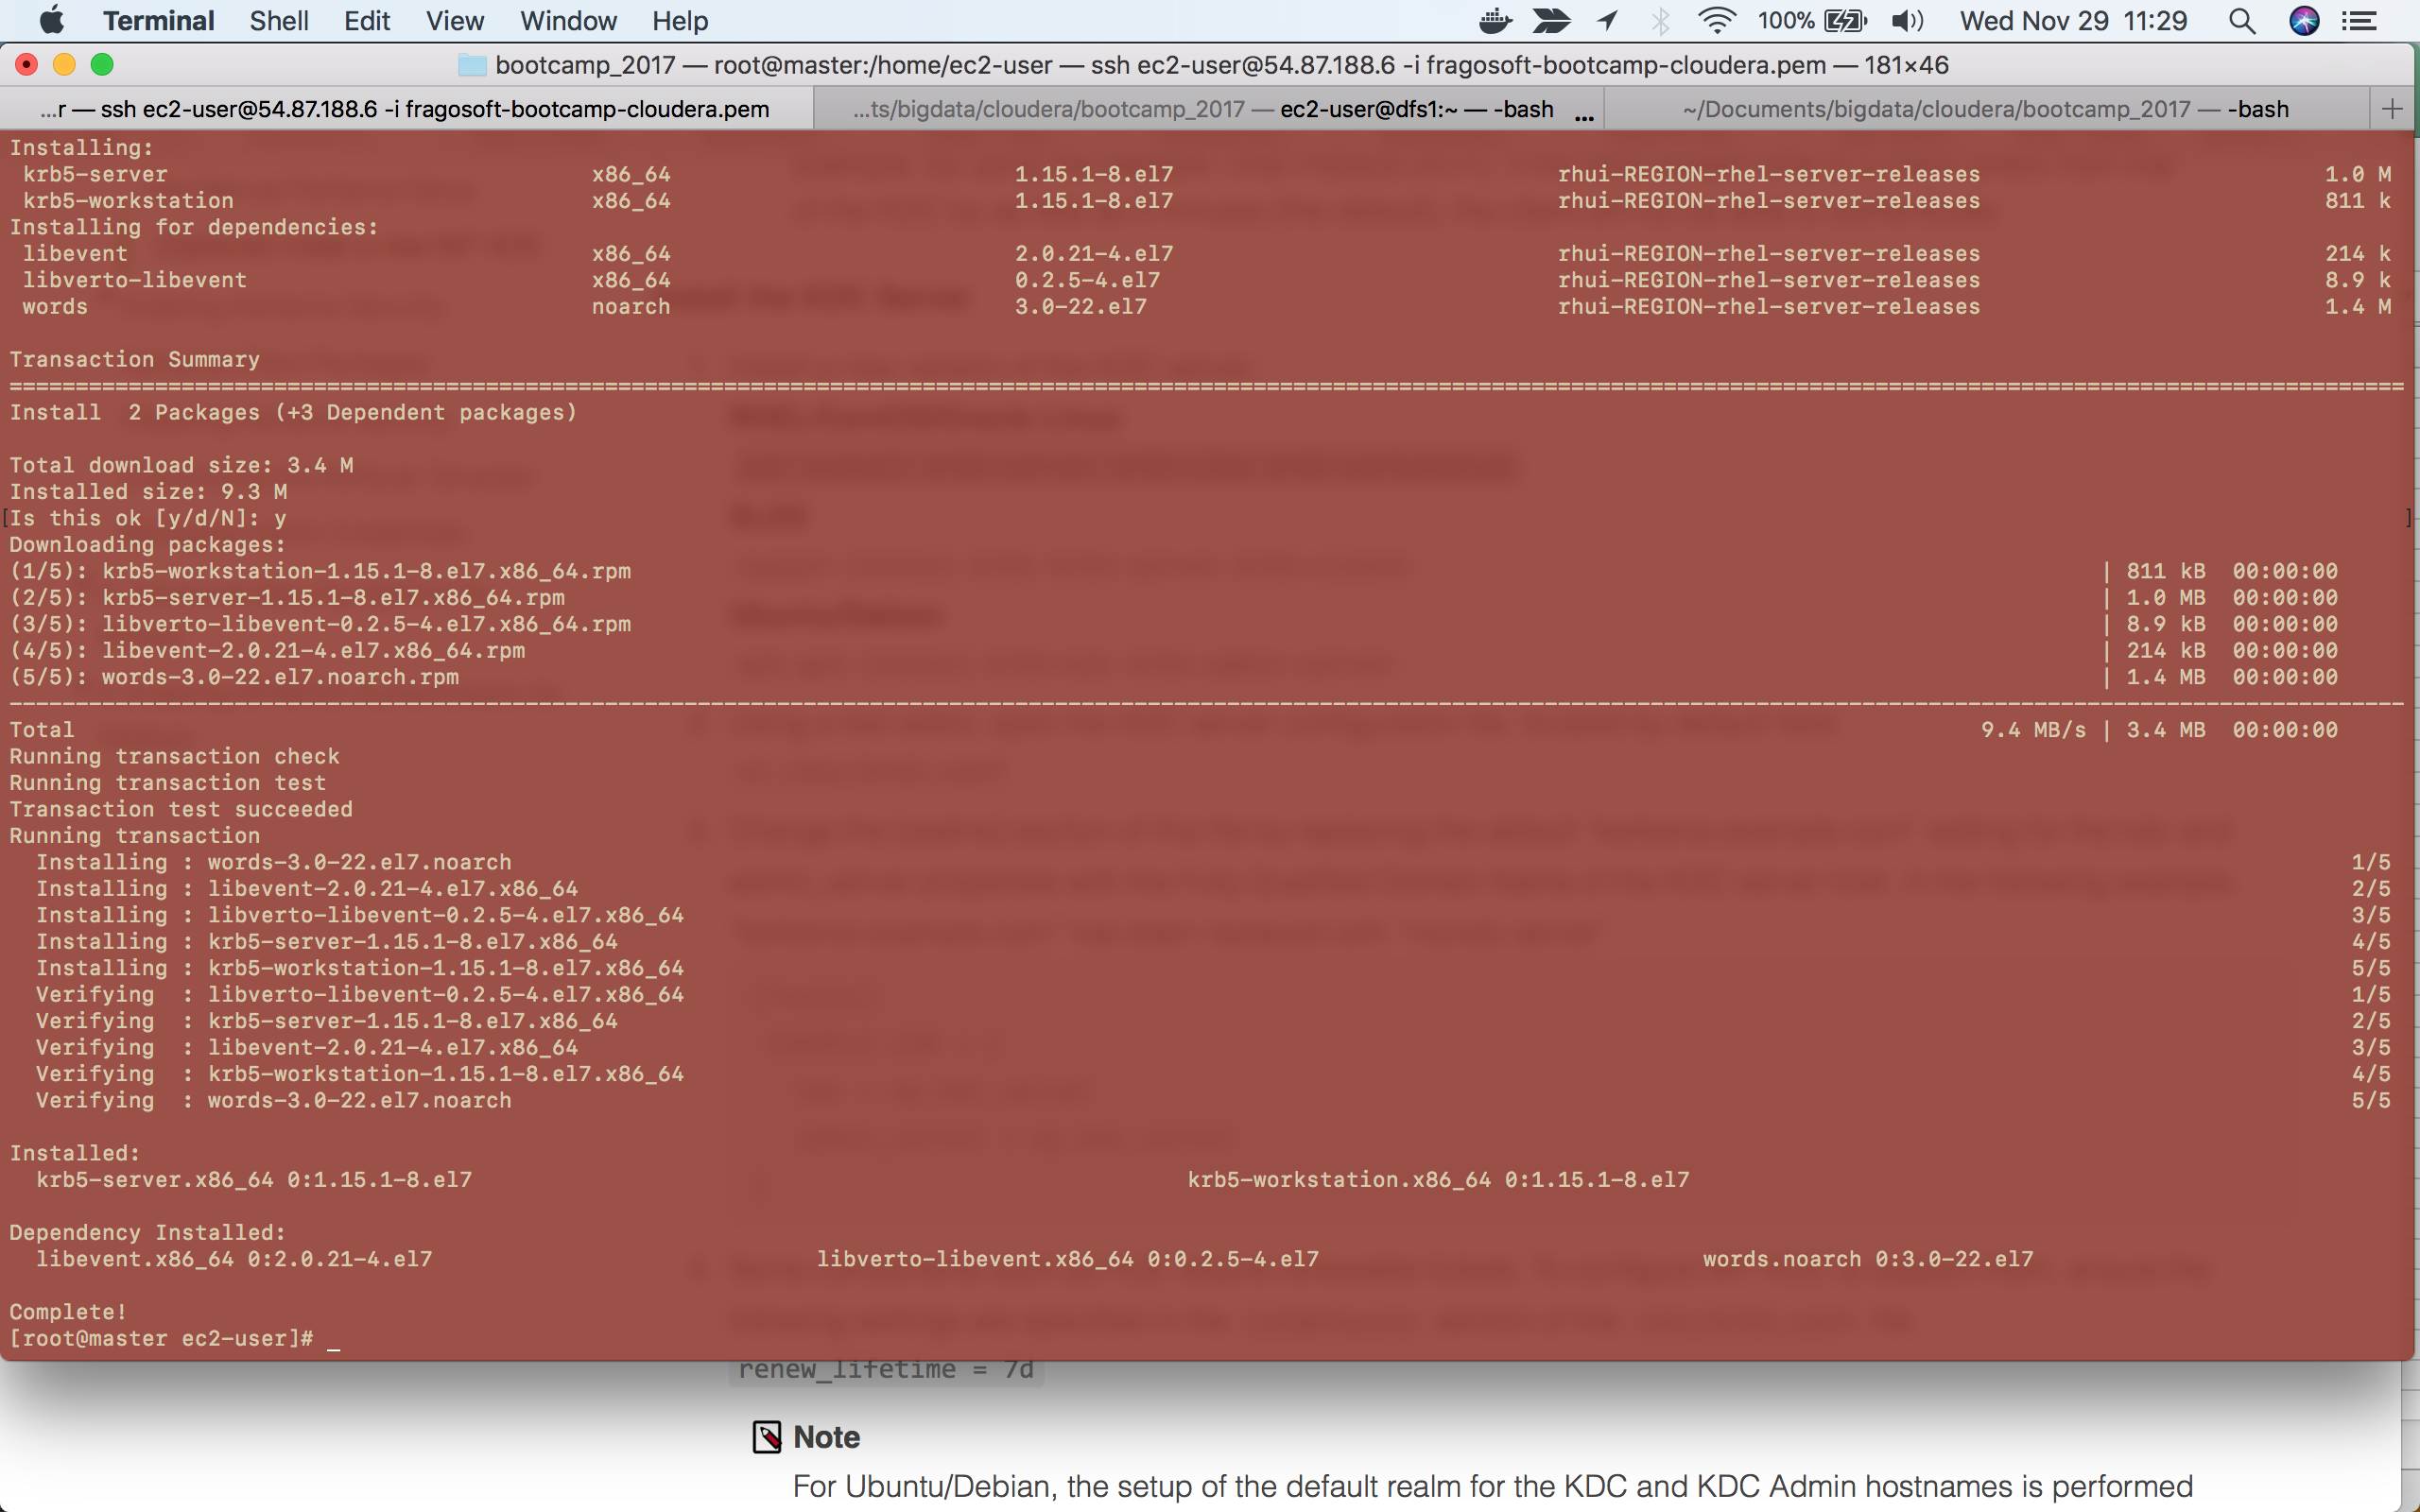 Terminal Shell Edit View Window Help 100% Wed Nov 29 11:29
bootcamp_2017 — root@master:/home/ec2-user — ssh ec2-user@54.87.188.6 -i fragosoft-bootcamp-cloudera.pem — 181×46
...r — ssh ec2-user@54.87.188.6 -i fragosoft-bootcamp-cloudera.pem ...ts/bigdata/cloudera/bootcamp_2017 — ec2-user@dfs1:~ — -bash ... ~/Documents/bigdata/cloudera/bootcamp_2017 — -bash +
Installing:
krb5-server x86_64 1.15.1-8.el7 rhui-REGION-rhel-server-releases 1.0 M
krb5-workstation x86_64 1.15.1-8.el7 rhui-REGION-rhel-server-releases 811 k
Installing for dependencies:
libevent x86_64 2.0.21-4.el7 rhui-REGION-rhel-server-releases 214 k
libverto-libevent x86_64 0.2.5-4.el7 rhui-REGION-rhel-server-releases 8.9 k
words noarch 3.0-22.el7 rhui-REGION-rhel-server-releases 1.4 M
Transaction Summary
Install 2 Packages (+3 Dependent packages)
Total download size: 3.4 M
Installed size: 9.3 M
[Is this ok [y/d/N]: y ]
Downloading packages:
(1/5): krb5-workstation-1.15.1-8.el7.x86_64.rpm | 811 kB 00:00:00
(2/5): krb5-server-1.15.1-8.el7.x86_64.rpm | 1.0 MB 00:00:00
(3/5): libverto-libevent-0.2.5-4.el7.x86_64.rpm | 8.9 kB 00:00:00
(4/5): libevent-2.0.21-4.el7.x86_64.rpm | 214 kB 00:00:00
(5/5): words-3.0-22.el7.noarch.rpm | 1.4 MB 00:00:00
Total 9.4 MB/s | 3.4 MB 00:00:00
Running transaction check
Running transaction test
Transaction test succeeded
Running transaction
Installing : words-3.0-22.el7.noarch 1/5
Installing : libevent-2.0.21-4.el7.x86_64 2/5
Installing : libverto-libevent-0.2.5-4.el7.x86_64 3/5
Installing : krb5-server-1.15.1-8.el7.x86_64 4/5
Installing : krb5-workstation-1.15.1-8.el7.x86_64 5/5
Verifying : libverto-libevent-0.2.5-4.el7.x86_64 1/5
Verifying : krb5-server-1.15.1-8.el7.x86_64 2/5
Verifying : libevent-2.0.21-4.el7.x86_64 3/5
Verifying : krb5-workstation-1.15.1-8.el7.x86_64 4/5
Verifying : words-3.0-22.el7.noarch 5/5
Installed:
krb5-server.x86_64 0:1.15.1-8.el7 krb5-workstation.x86_64 0:1.15.1-8.el7
Dependency Installed:
libevent.x86_64 0:2.0.21-4.el7 libverto-libevent.x86_64 0:0.2.5-4.el7 words.noarch 0:3.0-22.el7
Complete!
[root@master ec2-user]# _
renew_lifetime = 7d
Note
For Ubuntu/Debian, the setup of the default realm for the KDC and KDC Admin hostnames is performed